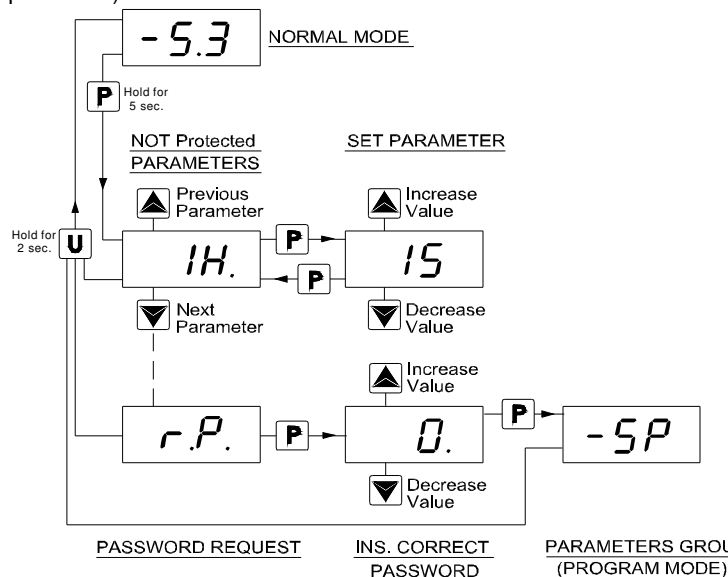 - 5.3
NORMAL MODE
P
Hold for
5 sec.
NOT Protected
PARAMETERS
SET PARAMETER
Previous
Parameter
Increase
Value
Hold for
2 sec.
U
1H.
P
P
15
Next
Parameter
Decrease
Value
Increase
Value
r.P.
P
0.
P
-SP
Decrease
Value
PASSWORD REQUEST
INS. CORRECT
PASSWORD
PARAMETERS GROU
(PROGRAM MODE)